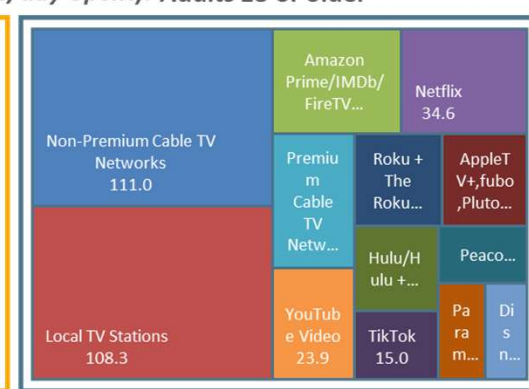 Adults 25 or Older
Non-Premium Cable TV
Networks
111.0
Local TV Stations
108.3
Amazon
Prime/IMDb/
FireTV...
Netflix
34.6
Premiu
m
Cable
TV
Netw...
Roku +
The
Roku...
AppleT
V+,fubo
,Pluto...
Hulu/H
ulu +...
Peaco...
YouTub
e Video
23.9
TikTok
15.0
Pa
ra
m...
Di
s
n...